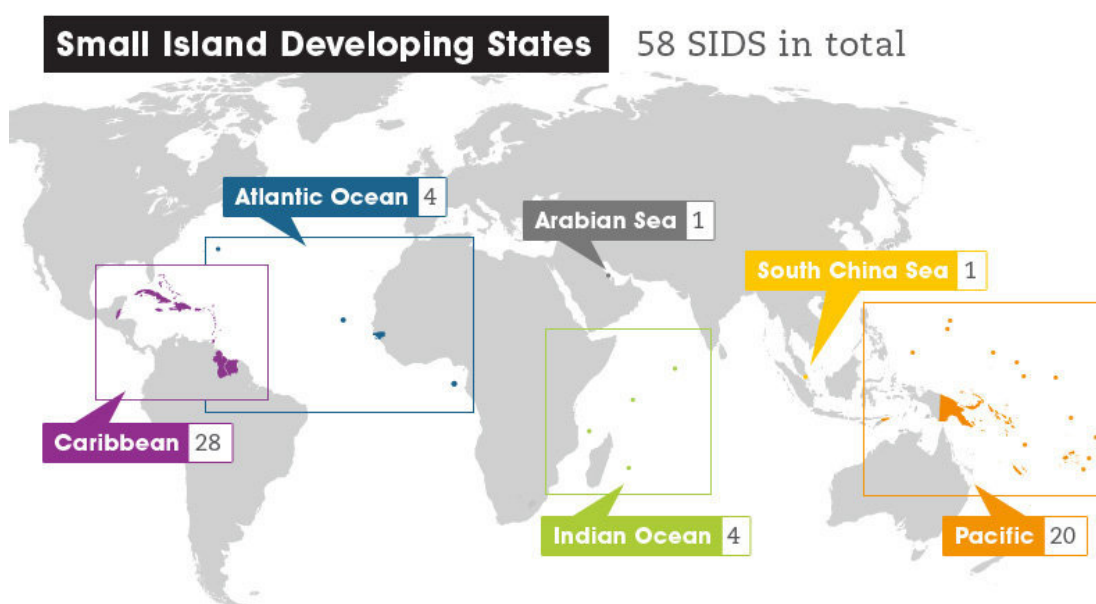 Small Island Developing States 58 SIDS in total
Atlantic Ocean 4
Arabian Sea 1
South China Sea 1
Caribbean 28
Indian Ocean 4
Pacific 20